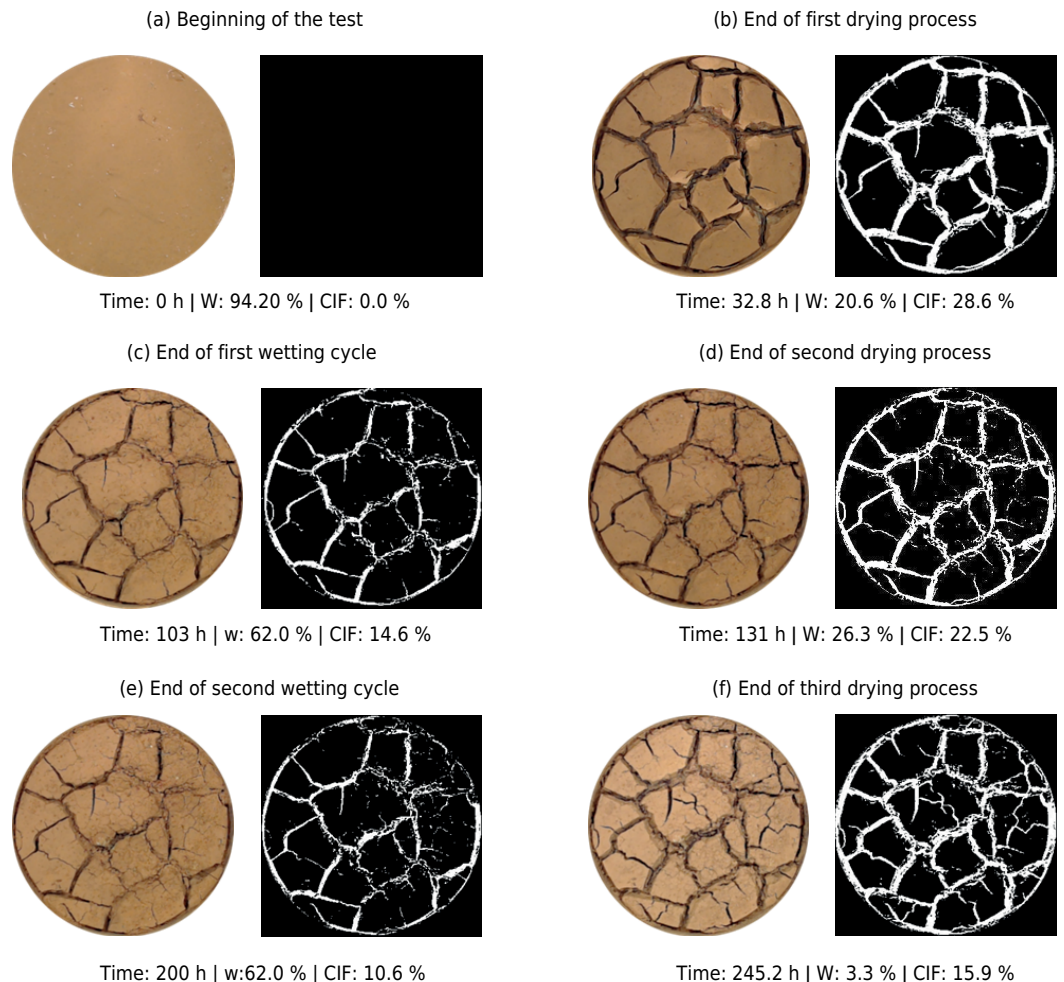 (a) Beginning of the test
(b) End of first drying process
Time: 0 h | W: 94.20 % | CIF: 0.0 %
Time: 32.8 h | W: 20.6 % | CIF: 28.6 %
(c) End of first wetting cycle
(d) End of second drying process
Time: 103 h | w: 62.0 % | CIF: 14.6 %
Time: 131 h | W: 26.3 % | CIF: 22.5 %
(e) End of second wetting cycle
(f) End of third drying process
Time: 200 h | w:62.0 % | CIF: 10.6 %
Time: 245.2 h | W: 3.3 % | CIF: 15.9 %